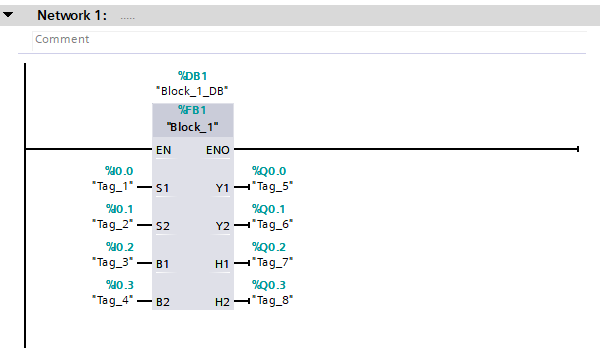 Network 1: .....
Comment
%DB1
"Block_1_DB"
%FB1
"Block_1"
EN ENO
%I0.0 %Q0.0
"Tag_1" S1 Y1 "Tag_5"
%I0.1 %Q0.1
"Tag_2" S2 Y2 "Tag_6"
%I0.2 %Q0.2
"Tag_3" B1 H1 "Tag_7"
%I0.3 %Q0.3
"Tag_4" B2 H2 "Tag_8"